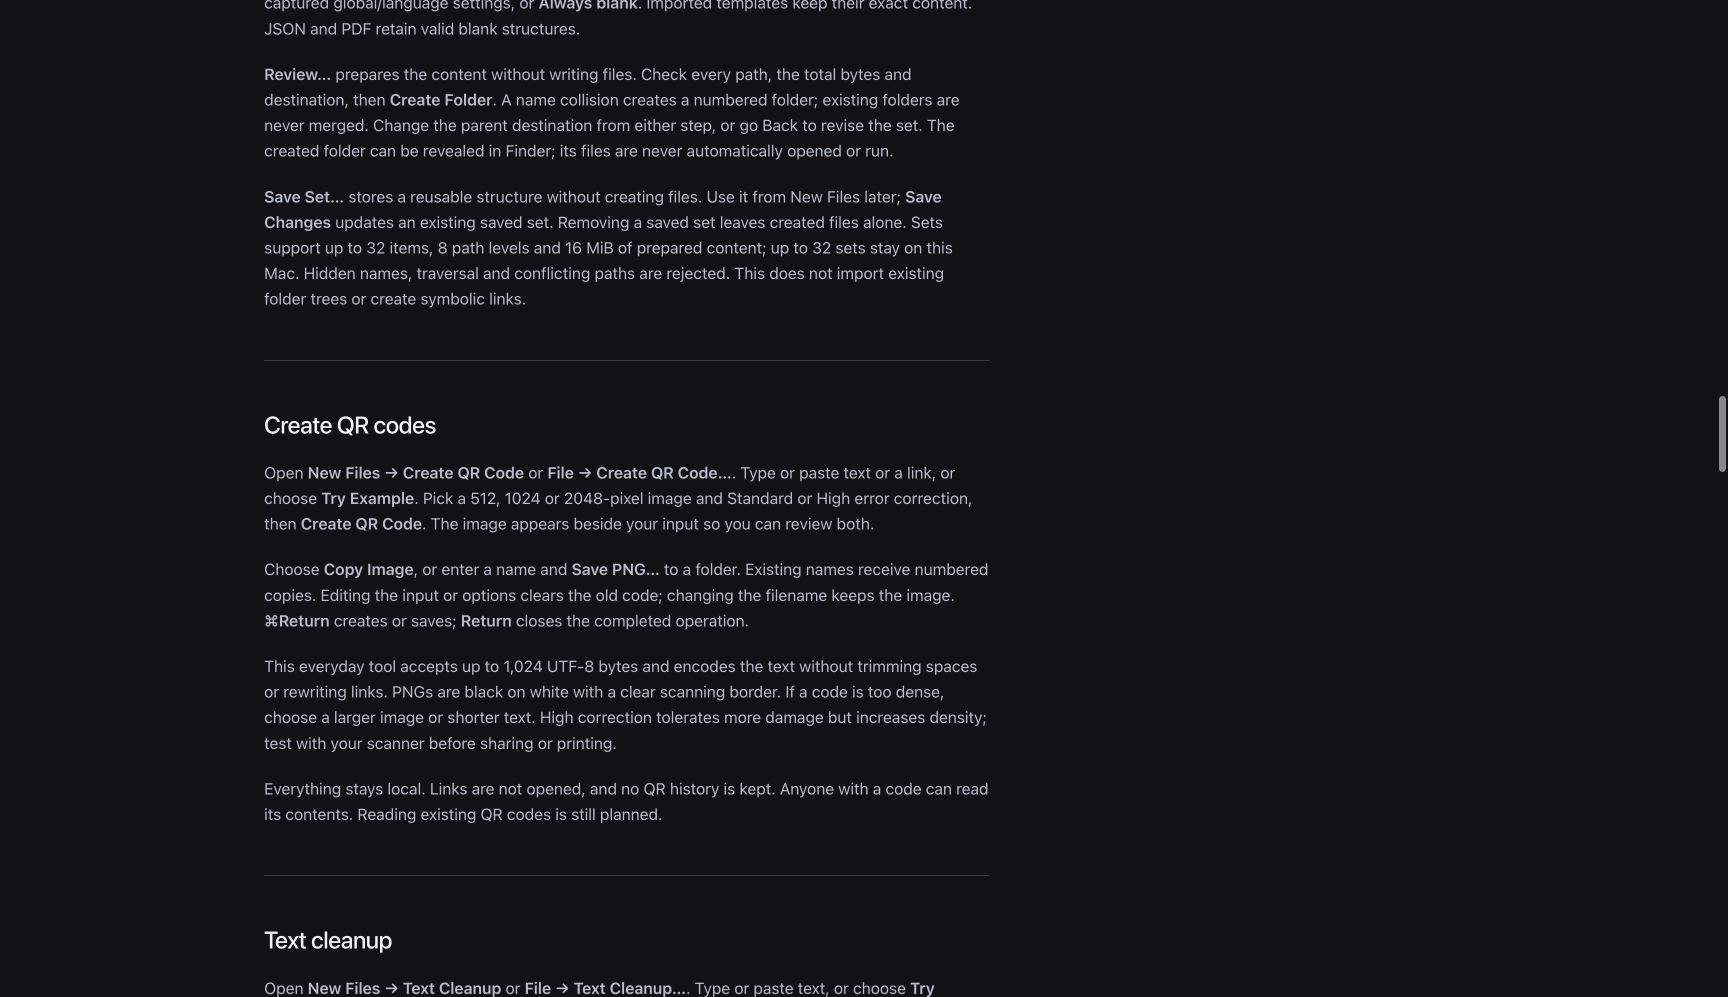 captured global/language settings, or Always blank. Imported templates keep their exact content.
JSON and PDF retain valid blank structures.
Review... prepares the content without writing files. Check every path, the total bytes and
destination, then Create Folder. A name collision creates a numbered folder; existing folders are
never merged. Change the parent destination from either step, or go Back to revise the set. The
created folder can be revealed in Finder; its files are never automatically opened or run.
Save Set... stores a reusable structure without creating files. Use it from New Files later; Save
Changes updates an existing saved set. Removing a saved set leaves created files alone. Sets
support up to 32 items, 8 path levels and 16 MiB of prepared content; up to 32 sets stay on this
Mac. Hidden names, traversal and conflicting paths are rejected. This does not import existing
folder trees or create symbolic links.
Create QR codes
Open New Files → Create QR Code or File → Create QR Code.... Type or paste text or a link, or
choose Try Example. Pick a 512, 1024 or 2048-pixel image and Standard or High error correction,
then Create QR Code. The image appears beside your input so you can review both.
Choose Copy Image, or enter a name and Save PNG... to a folder. Existing names receive numbered
copies. Editing the input or options clears the old code; changing the filename keeps the image.
⌘Return creates or saves; Return closes the completed operation.
This everyday tool accepts up to 1,024 UTF-8 bytes and encodes the text without trimming spaces
or rewriting links. PNGs are black on white with a clear scanning border. If a code is too dense,
choose a larger image or shorter text. High correction tolerates more damage but increases density;
test with your scanner before sharing or printing.
Everything stays local. Links are not opened, and no QR history is kept. Anyone with a code can read
its contents. Reading existing QR codes is still planned.
Text cleanup
Open New Files → Text Cleanup or File → Text Cleanup.... Type or paste text, or choose Try